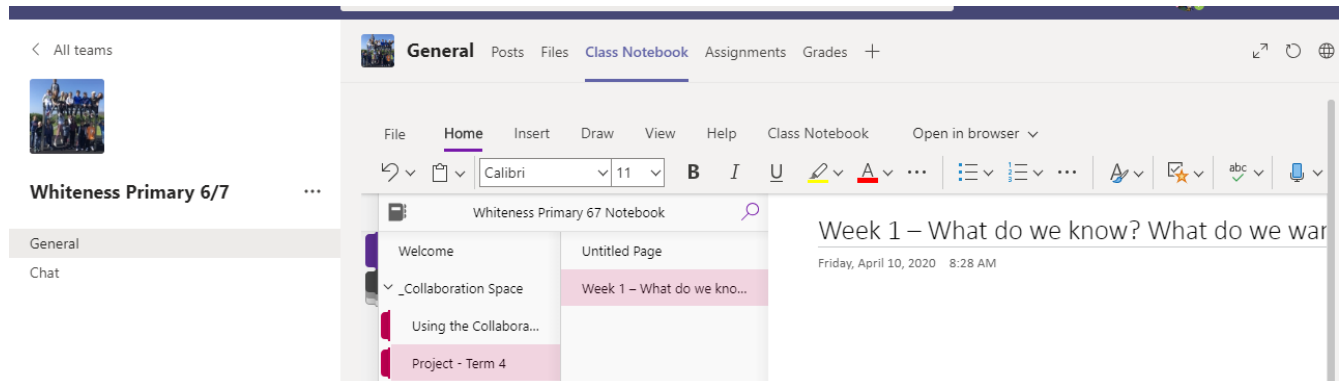 All teams
General Posts Files Class Notebook Assignments Grades
File Home Insert Draw View Help Class Notebook Open in browser
Calibri 11 B I U A abc
Whiteness Primary 6/7
General
Chat
Whiteness Primary 67 Notebook
Welcome
_Collaboration Space
Using the Collabora...
Project - Term 4
Untitled Page
Week 1 – What do we kno...
Week 1 – What do we know? What do we war
Friday, April 10, 2020 8:28 AM